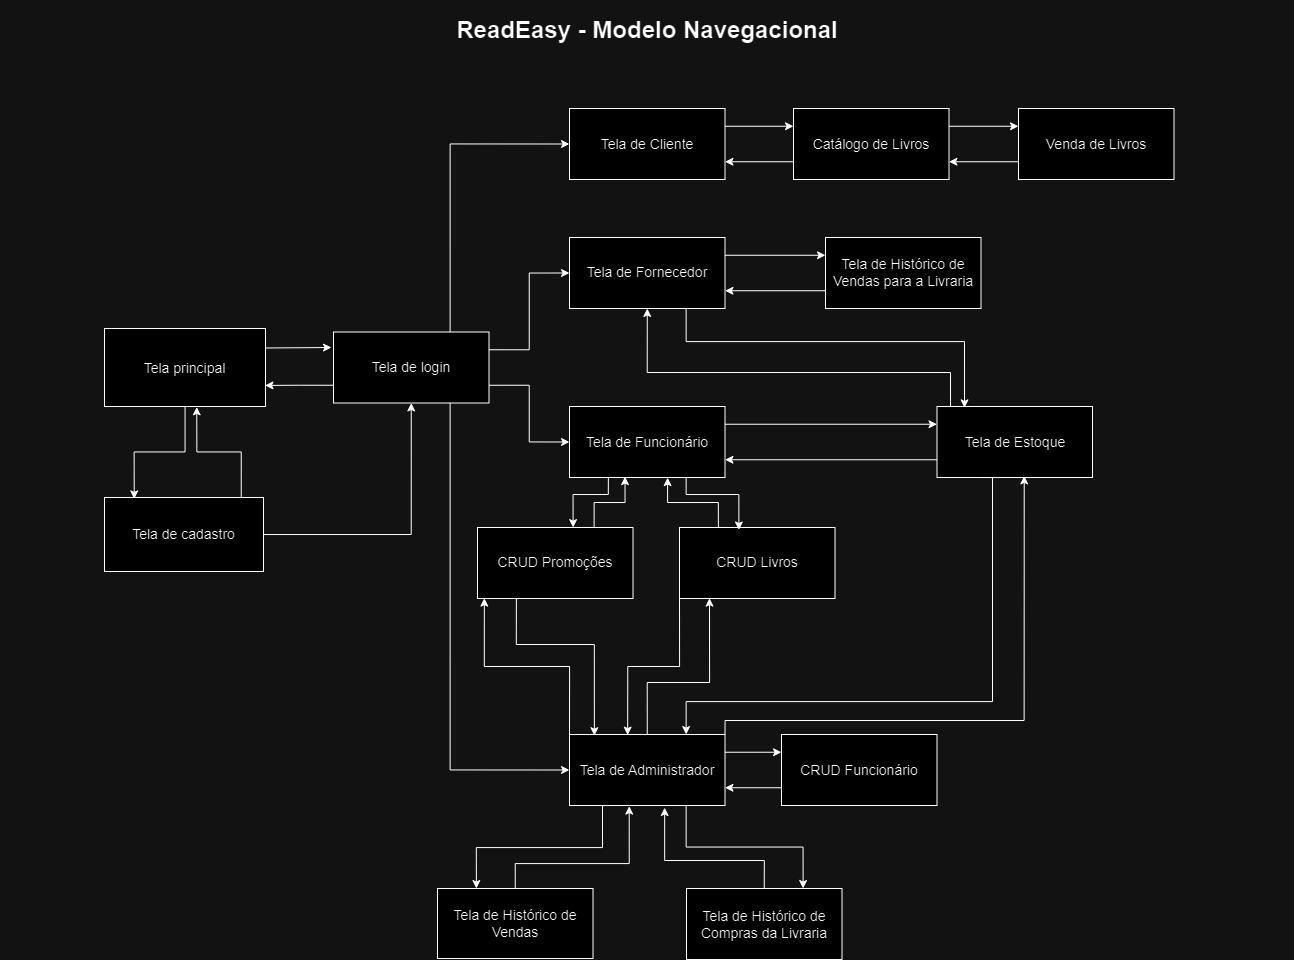 ReadEasy - Modelo Navegacional
Tela de Cliente
Catálogo de Livros
Venda de Livros
Tela de Fornecedor
Tela de Histórico de
Vendas para a Livraria
Tela principal
Tela de login
Tela de Funcionário
Tela de Estoque
Tela de cadastro
CRUD Promoções
CRUD Livros
Tela de Administrador
CRUD Funcionário
Tela de Histórico de
Vendas
Tela de Histórico de
Compras da Livraria